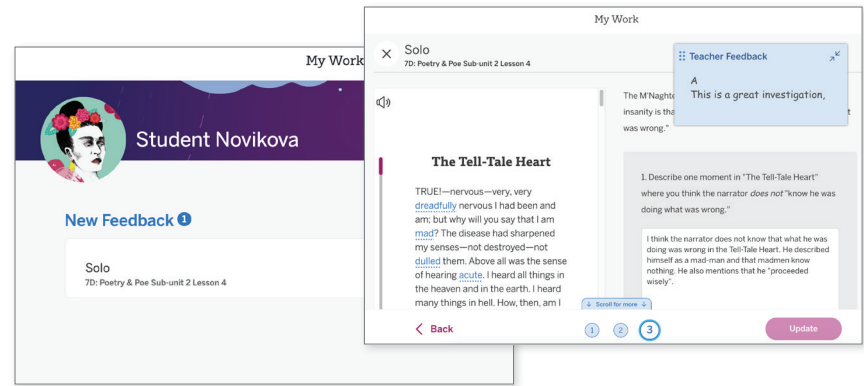 My Work
Student Novikova
New Feedback 1
Solo
7D: Poetry & Poe Sub-unit 2 Lesson 4
My Work
Solo
7D: Poetry & Poe Sub-unit 2 Lesson 4
Teacher Feedback
A
This is a great investigation,
The M'Naghte
insanity is tha
t
was wrong."
The Tell-Tale Heart
TRUE!—nervous—very, very
dreadfully nervous I had been and
am; but why will you say that I am
mad? The disease had sharpened
my senses—not destroyed—not
dulled them. Above all was the sense
of hearing acute. I heard all things in
the heaven and in the earth. I heard
many things in hell. How, then, am I
1. Describe one moment in "The Tell-Tale Heart"
where you think the narrator does not "know he was
doing what was wrong."
I think the narrator does not know that what he was
doing was wrong in the Tell-Tale Heart. He described
himself as a mad-man and that madmen know
nothing. He also mentions that he "proceeded
wisely".
↓ Scroll for more ↓
Back
1 2 3
Update